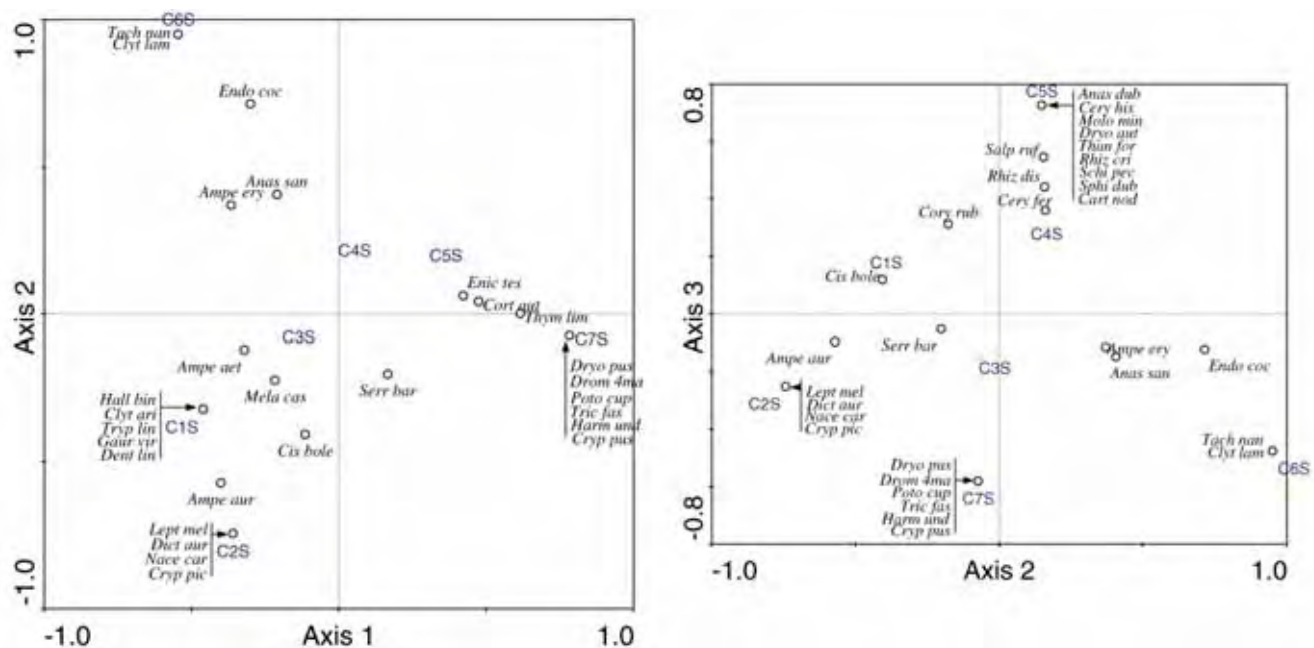 1.0
C6S
Tach nan
Clyt lam
Endo coc
Anas san
Ampe ery
C4S
C5S
Enic tes
Cort gut
Thym lim
C3S
C7S
Ampe aet
Mela cas
Serr bar
Dryo pus
Drom 4ma
Poto cup
Tric fas
Harm und
Cryp pus
Hall bin
Clyt ari
Tryp lin
Gaur vir
Dent lin
C1S
Cis bole
Ampe aur
Lept mel
Dict aur
Nace car
Cryp pic
C2S
Axis 2
-1.0
-1.0
Axis 1
1.0
0.8
C5S
Anas dub
Cery his
Molo min
Dryo aut
Than for
Rhiz cri
Schi pev
Sphi dub
Cart nod
Salp ruf
Rhiz dis
Cery fer
Cory rub
C4S
C1S
Cis bole
Axis 3
Ampe aur
Serr bar
C3S
Ampe ery
Anas san
Endo coc
C2S
Lept mel
Dict aur
Nace car
Cryp pic
Tach nan
Clyt lam
C6S
Dryo pus
Drom 4ma
Poto cup
Tric fas
Harm und
Cryp pus
C7S
-0.8
-1.0
Axis 2
1.0